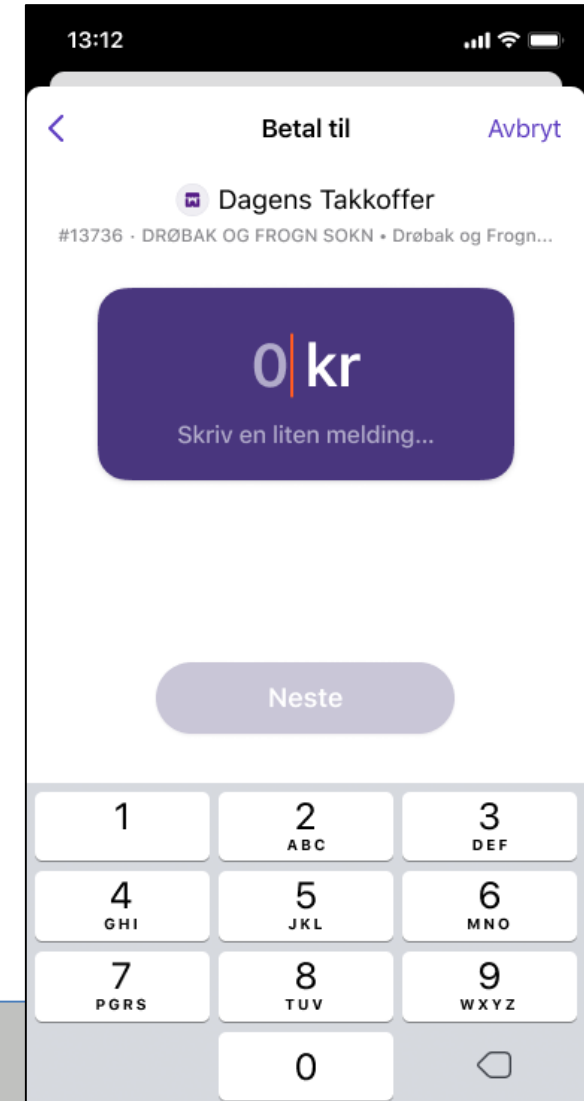 13:12
Betal til
Avbryt
Dagens Takkoffer
#13736 · DRØBAK OG FROGN SOKN • Drøbak og Frogn...
0 kr
Skriv en liten melding...
Neste
1
2
ABC
3
DEF
4
GHI
5
JKL
6
MNO
7
PGRS
8
TUV
9
WXYZ
0